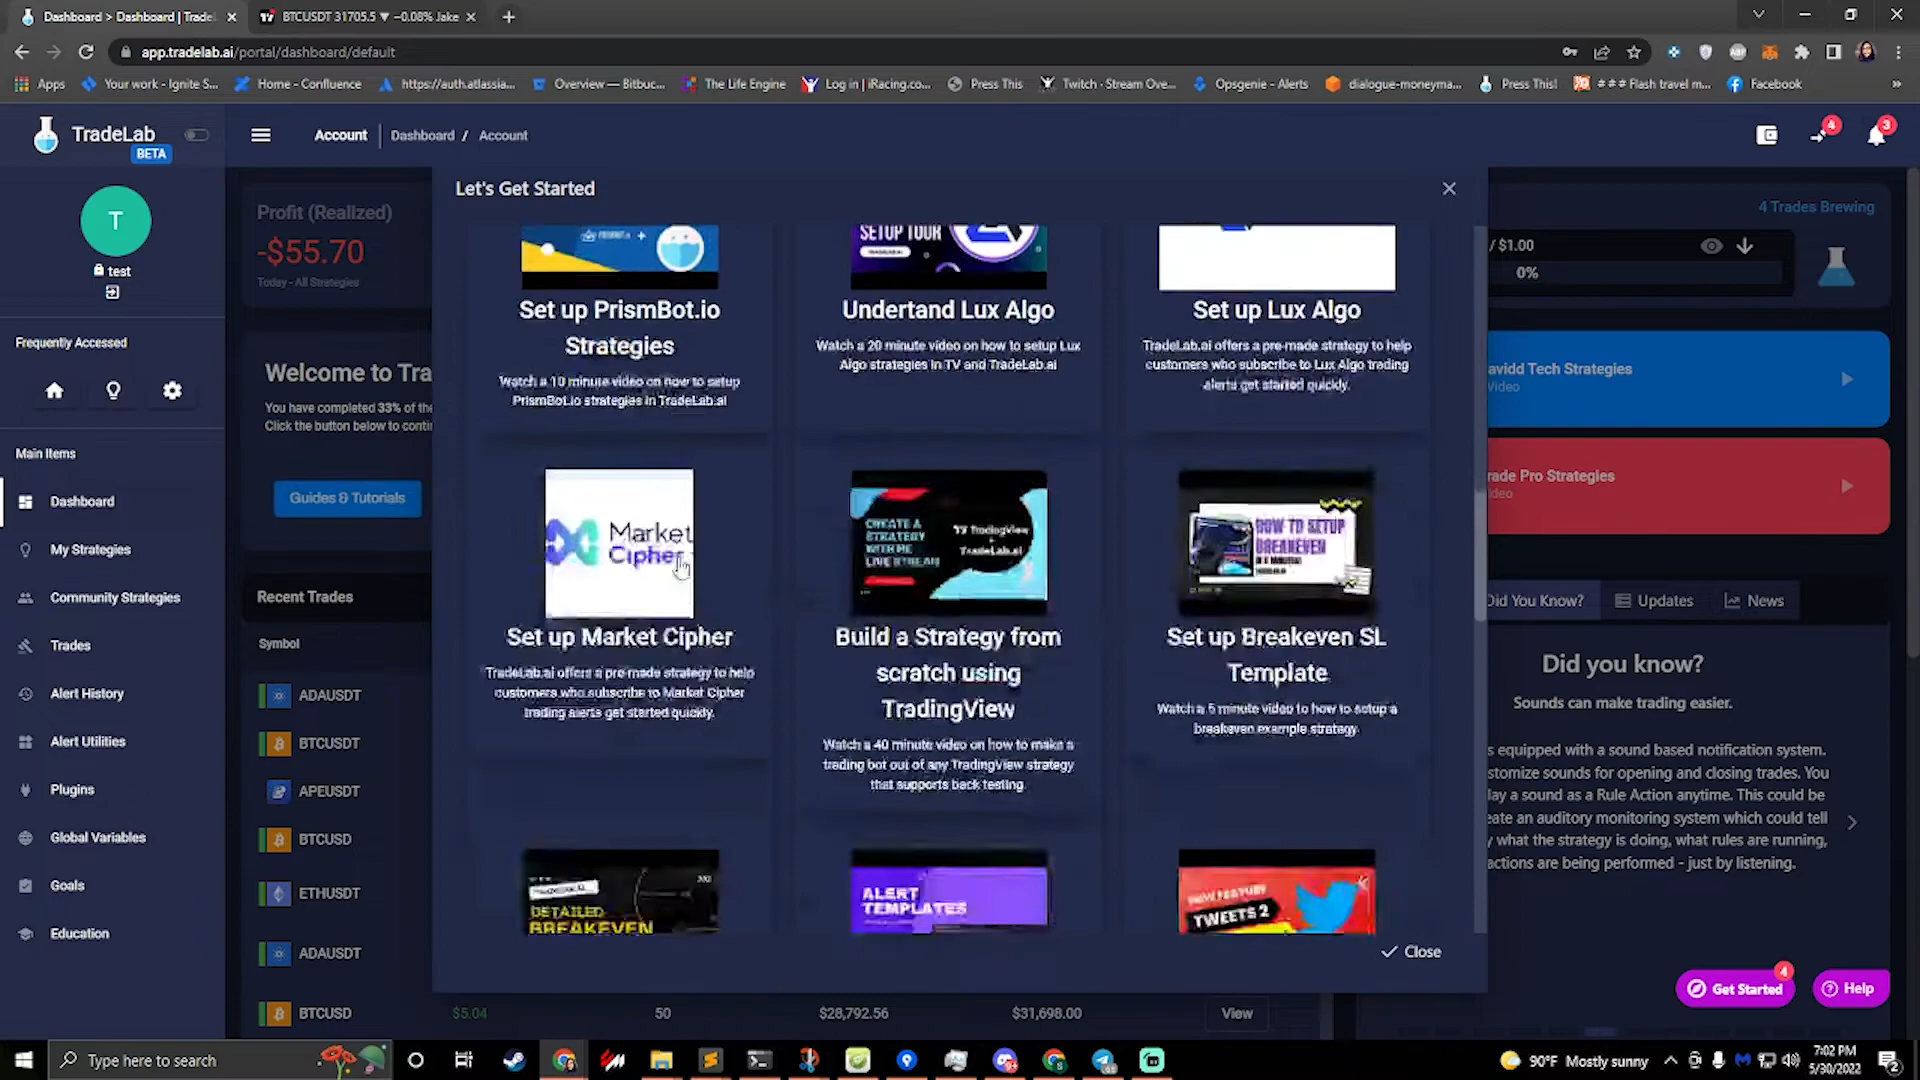 Dashboard > Dashboard | TradeL
BTCUSDT 31705.5 ▼ −0.08% Jake
app.tradelab.ai/portal/dashboard/default
Apps
Your work - Ignite S...
Home - Confluence
https://auth.atlassia...
Overview — Bitbuc...
The Life Engine
Log in | iRacing.co...
Press This
Twitch - Stream Ove...
Opsgenie - Alerts
dialogue-moneyma...
Press This!
# # # Flash travel m...
Facebook
TradeLab
BETA
Account
Dashboard / Account
4
3
T
test
Frequently Accessed
Main Items
Dashboard
My Strategies
Community Strategies
Trades
Alert History
Alert Utilities
Plugins
Global Variables
Goals
Education
Profit (Realized)
-$55.70
Today - All Strategies
Welcome to Tra
You have completed 33% of the
Click the button below to conti
Guides & Tutorials
Recent Trades
Symbol
ADAUSDT
BTCUSDT
APEUSDT
BTCUSD
ETHUSDT
ADAUSDT
BTCUSD
$5.04
50
$28,792.56
$31,698.00
View
Let's Get Started
Set up PrismBot.io
Strategies
Watch a 10 minute video on how to setup
PrismBot.io strategies in TradeLab.ai
SETUP TOUR
Undertand Lux Algo
Watch a 20 minute video on how to setup Lux
Algo strategies in TV and TradeLab.ai
Set up Lux Algo
TradeLab.ai offers a pre-made strategy to help
customers who subscribe to Lux Algo trading
alerts get started quickly.
Market
Cipher
Set up Market Cipher
TradeLab.ai offers a pre-made strategy to help
customers who subscribe to Market Cipher
trading alerts get started quickly.
CREATE A
STRATEGY
WITH ME
LIVE STREAM
TradingView
+
TradeLab.ai
Build a Strategy from
scratch using
TradingView
Watch a 40 minute video on how to make a
trading bot out of any TradingView strategy
that supports back testing.
HOW TO SETUP
BREAKEVEN
Set up Breakeven SL
Template
Watch a 5 minute video to how to setup a
breakeven example strategy.
DETAILED
BREAKEVEN
ALERT
TEMPLATES
NEW FEATURE
TWEETS 2
Close
4 Trades Brewing
/ $1.00
0%
avidd Tech Strategies
Video
rade Pro Strategies
ideo
Did You Know?
Updates
News
Did you know?
Sounds can make trading easier.
s equipped with a sound based notification system.
stomize sounds for opening and closing trades. You
lay a sound as a Rule Action anytime. This could be
eate an auditory monitoring system which could tell
y what the strategy is doing, what rules are running,
actions are being performed - just by listening.
Get Started
4
Help
Type here to search
90°F Mostly sunny
7:02 PM
5/30/2022
2